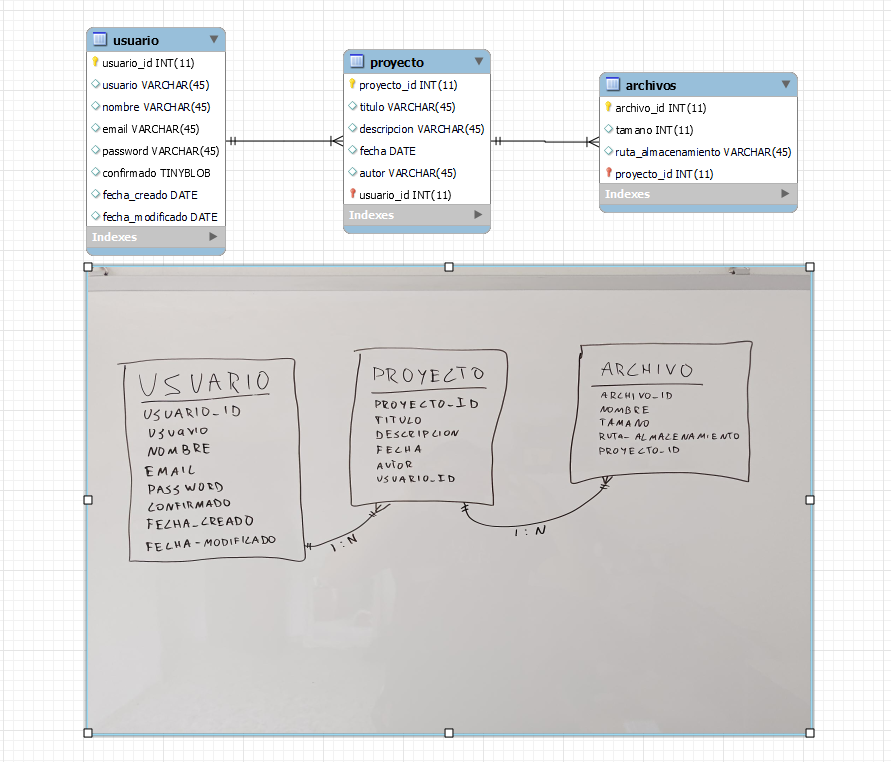 usuario
usuario_id INT(11)
usuario VARCHAR(45)
nombre VARCHAR(45)
email VARCHAR(45)
password VARCHAR(45)
confirmado TINYBLOB
fecha_creado DATE
fecha_modificado DATE
Indexes
proyecto
proyecto_id INT(11)
titulo VARCHAR(45)
descripcion VARCHAR(45)
fecha DATE
autor VARCHAR(45)
usuario_id INT(11)
Indexes
archivos
archivo_id INT(11)
tamano INT(11)
ruta_almacenamiento VARCHAR(45)
proyecto_id INT(11)
Indexes
USUARIO
USUARIO_ID
USUARIO
NOMBRE
EMAIL
PASSWORD
CONFIRMADO
FECHA_CREADO
FECHA-MODIFICADO
1:N
PROYECTO
PROYECTO_ID
TITULO
DESCRIPCION
FECHA
AUTOR
USUARIO_ID
1:N
ARCHIVO
ARCHIVO_ID
NOMBRE
TAMANO
RUTA_ALMACENAMIENTO
PROYECTO_ID